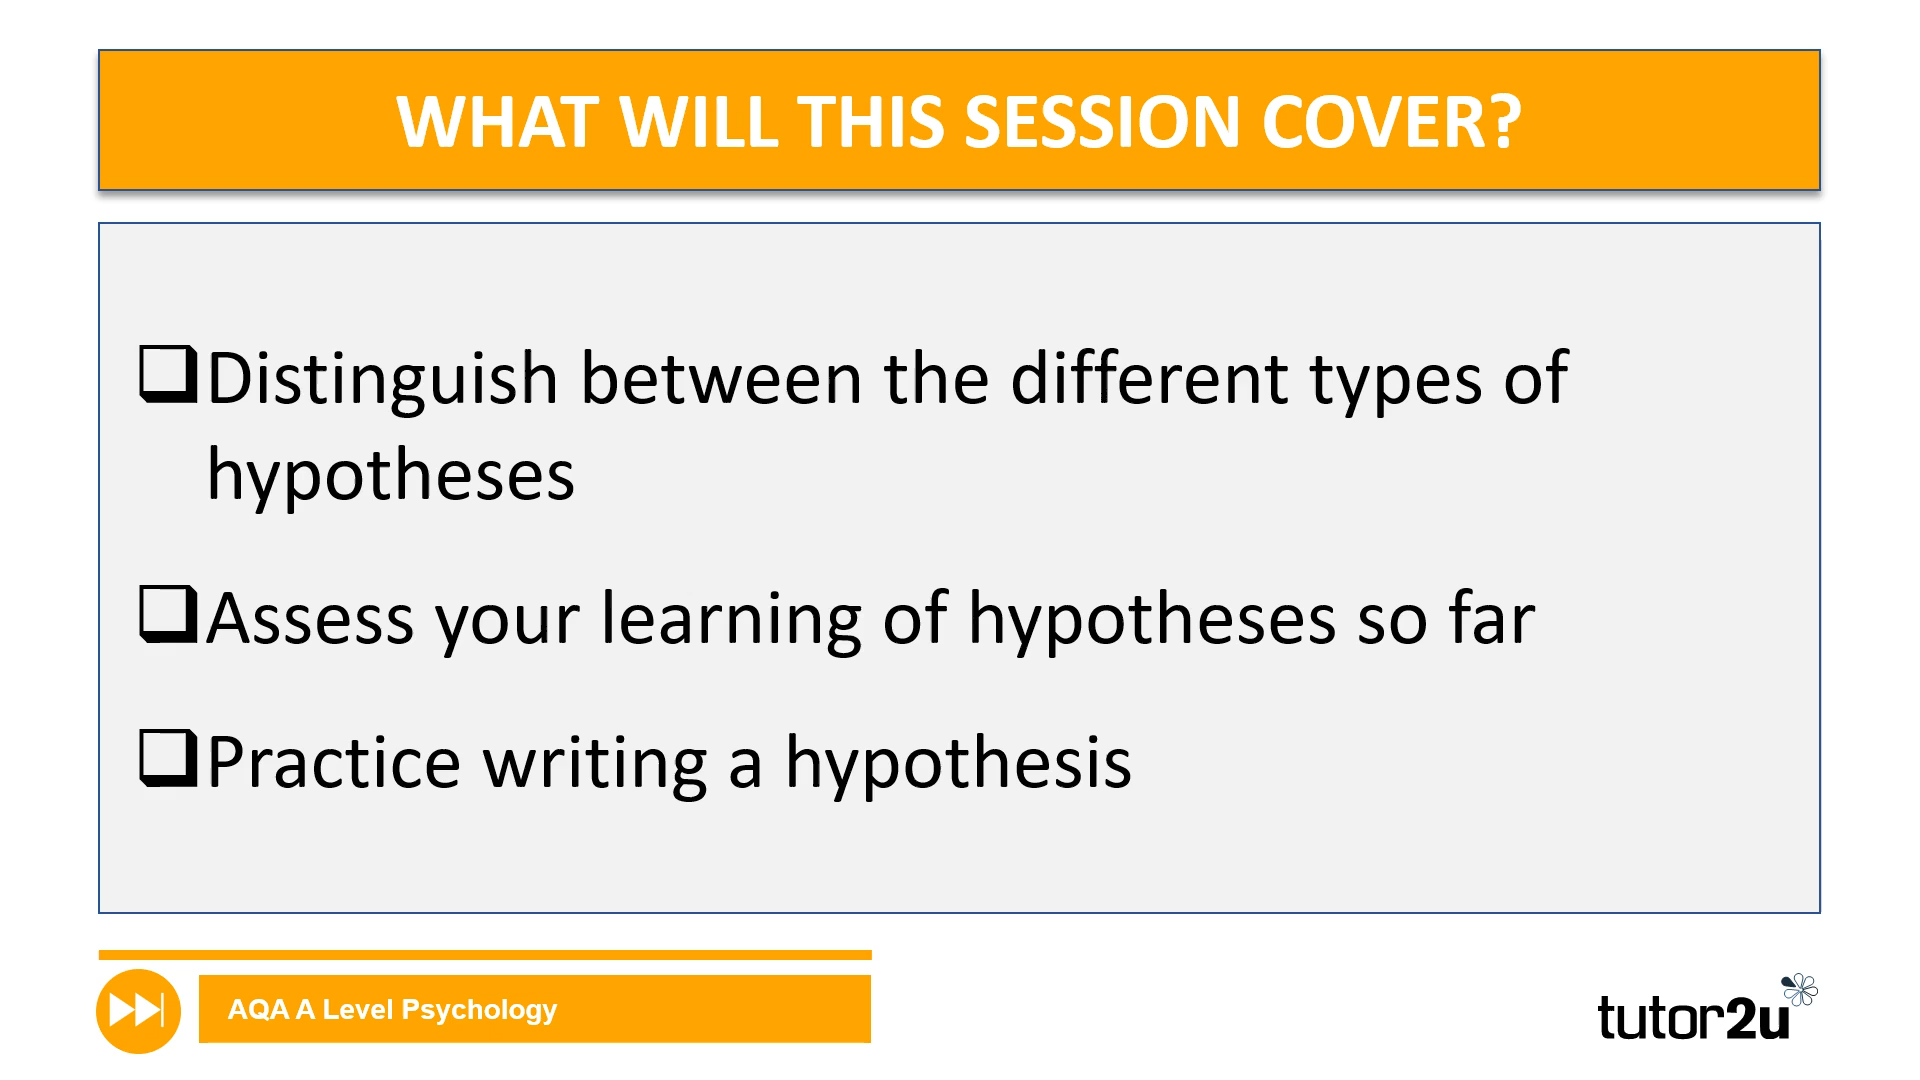 WHAT WILL THIS SESSION COVER?
Distinguish between the different types of
hypotheses
Assess your learning of hypotheses so far
Practice writing a hypothesis
AQA A Level Psychology
tutor2u